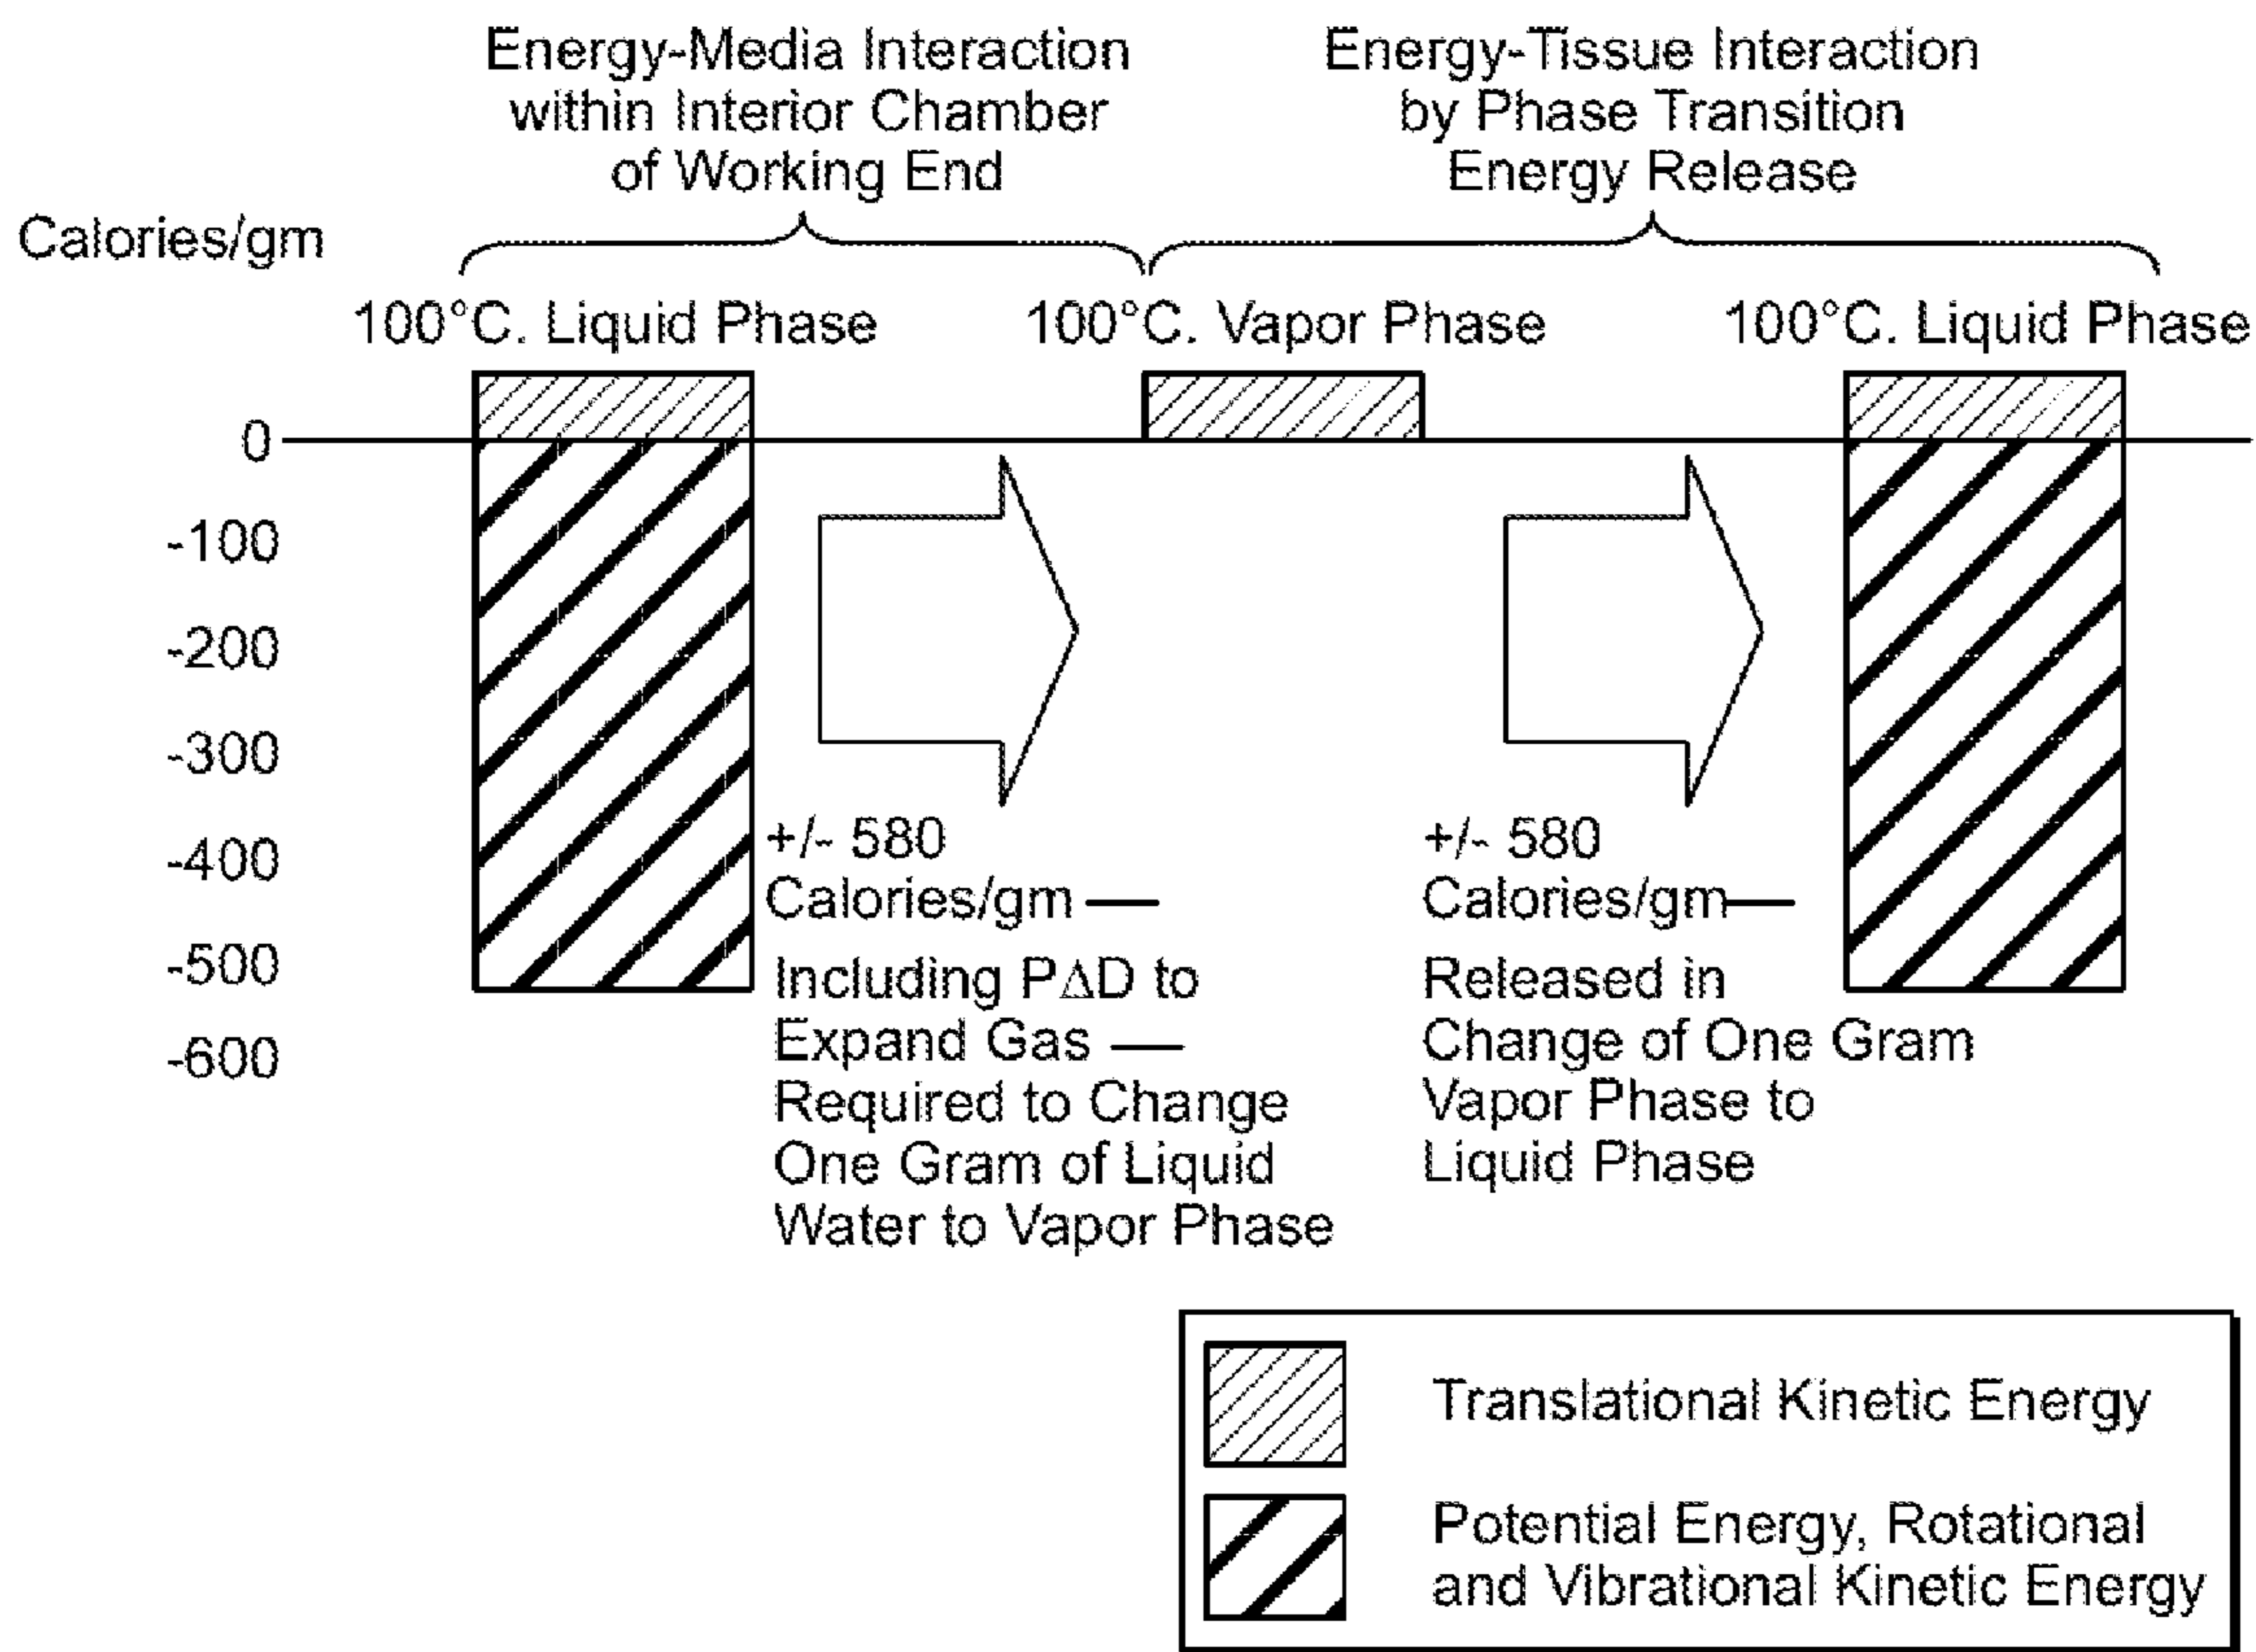 Energy-Media Interaction
within Interior Chamber
of Working End
Energy-Tissue Interaction
by Phase Transition
Energy Release
Calories/gm
100°C. Liquid Phase
100°C. Vapor Phase
100°C. Liquid Phase
0
-100
-200
-300
-400
-500
-600
+/- 580
Calories/gm —
Including PΔD to
Expand Gas —
Required to Change
One Gram of Liquid
Water to Vapor Phase
+/- 580
Calories/gm—
Released in
Change of One Gram
Vapor Phase to
Liquid Phase
Translational Kinetic Energy
Potential Energy, Rotational
and Vibrational Kinetic Energy